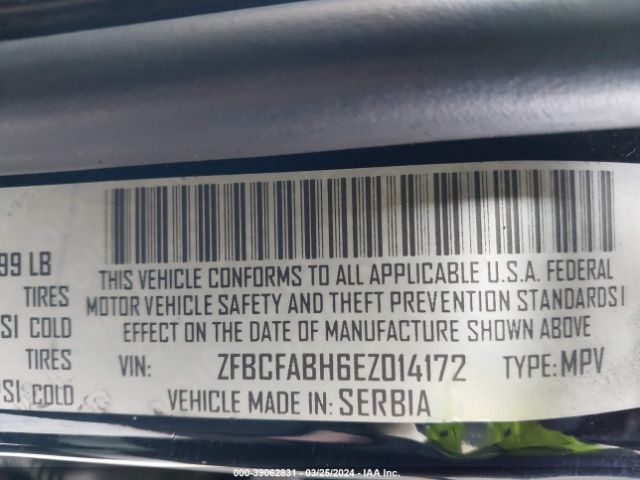 99 LB
THIS VEHICLE CONFORMS TO ALL APPLICABLE U.S.A. FEDERAL
TIRES MOTOR VEHICLE SAFETY AND THEFT PREVENTION STANDARDS I
SI COLD EFFECT ON THE DATE OF MANUFACTURE SHOWN ABOVE
TIRES VIN: ZFBCFABH6EZ014172 TYPE: MPV
SI COLD VEHICLE MADE IN: SERBIA
000-39062831 - 03/25/2024 - IAA Inc.